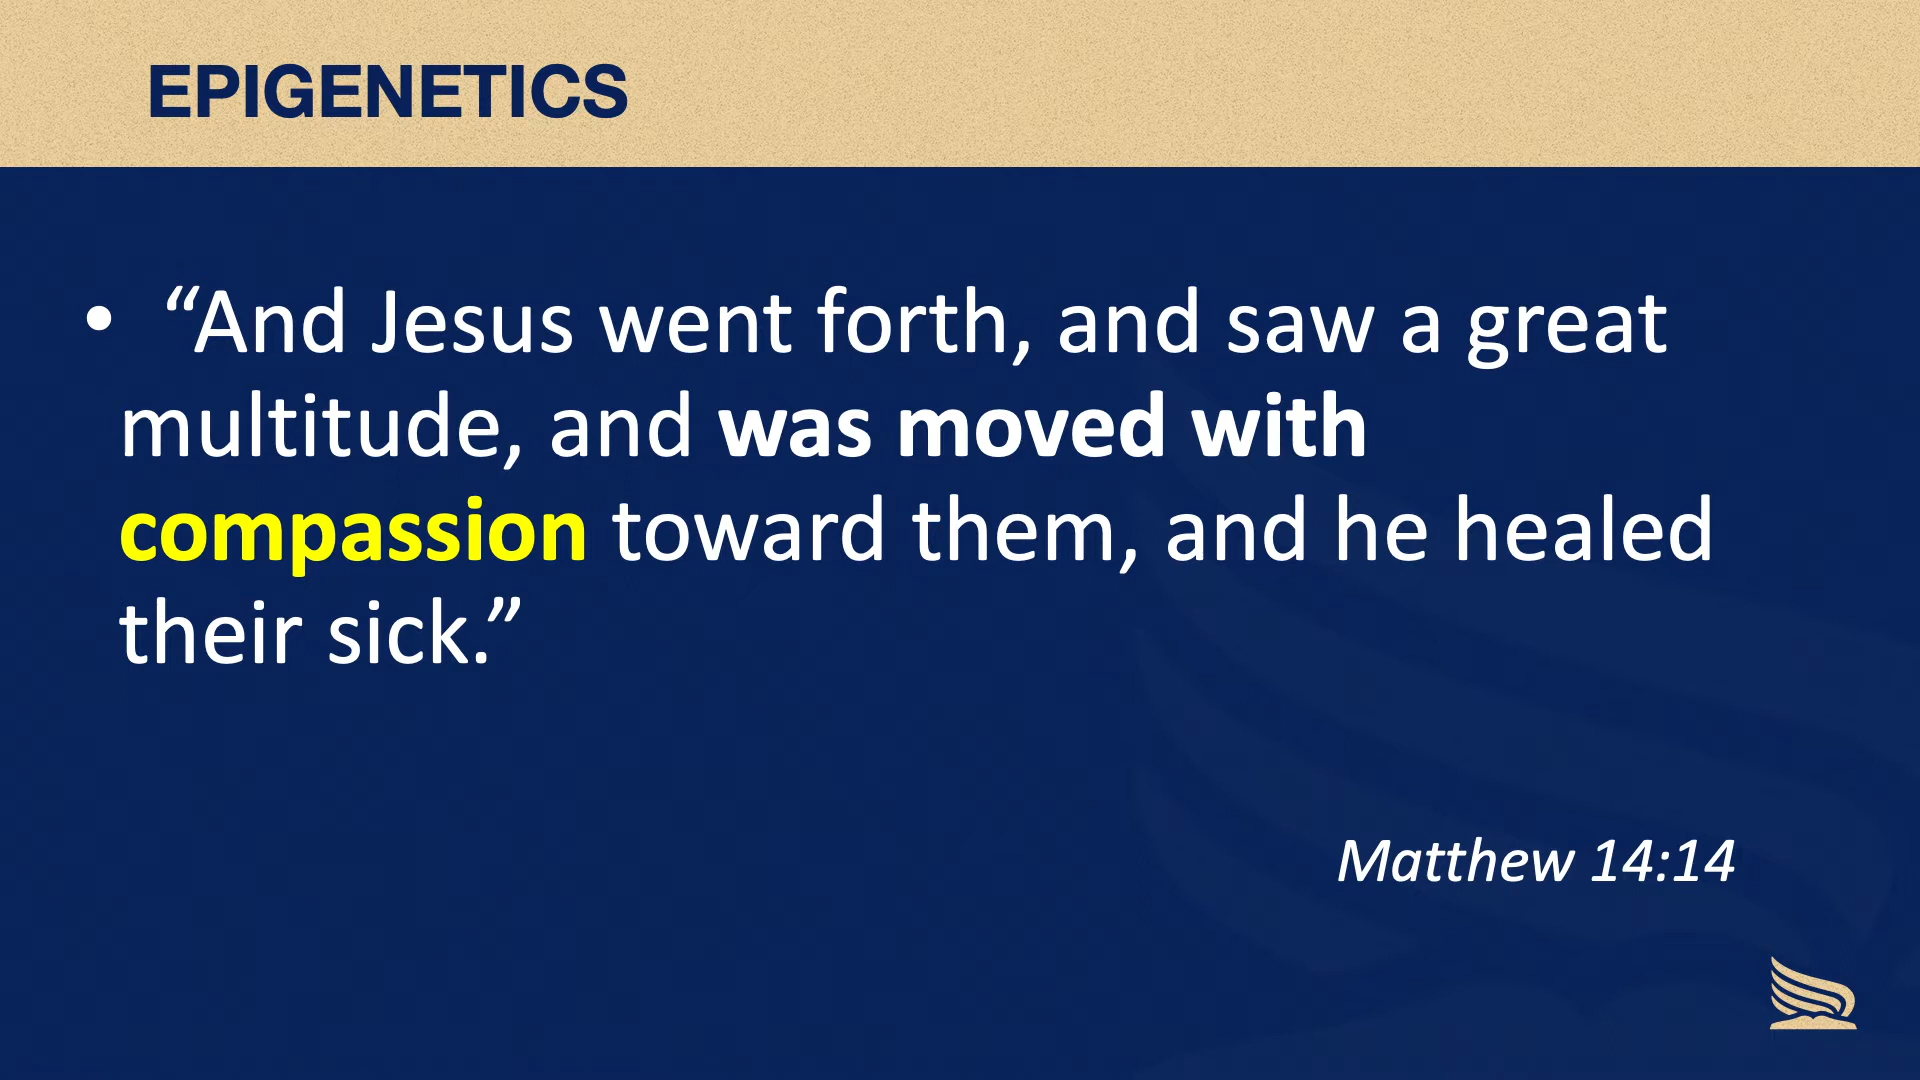 EPIGENETICS
• “And Jesus went forth, and saw a great
multitude, and was moved with
compassion toward them, and he healed
their sick.”
Matthew 14:14